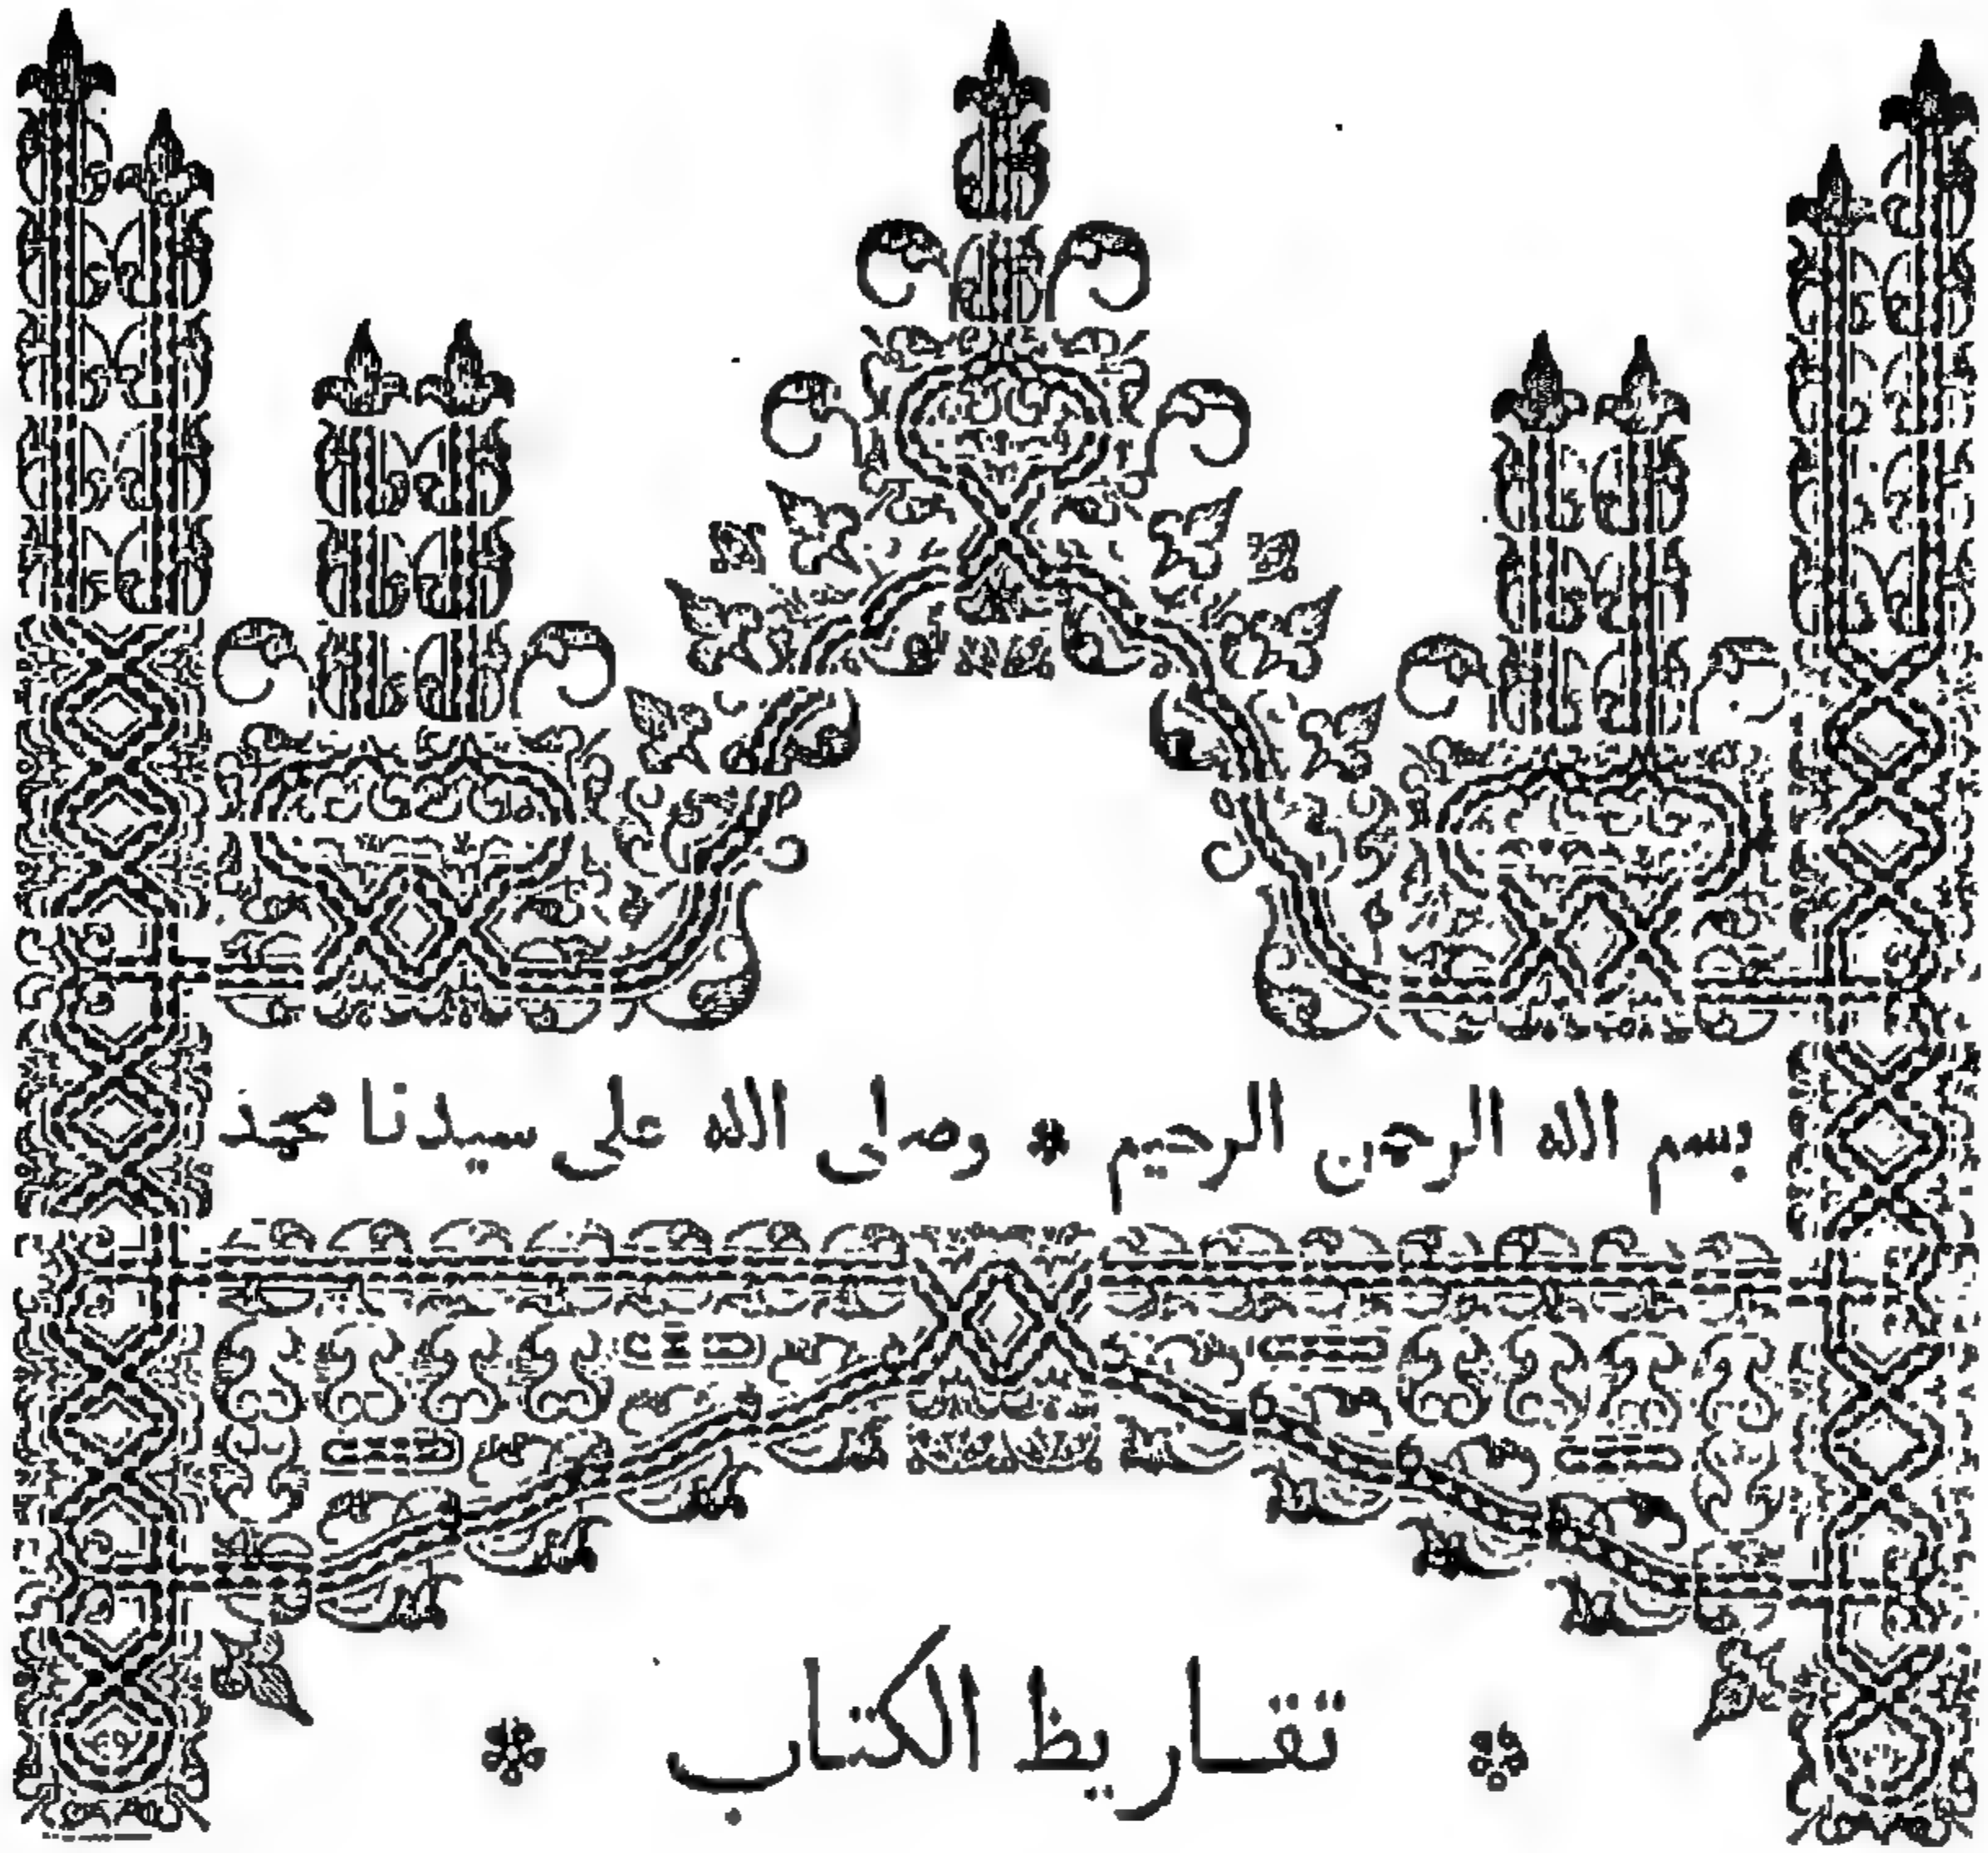 بسم الله الرحمن الرحيم * وصلى الله على سيدنا محمد
* تقاريظ الكتاب *